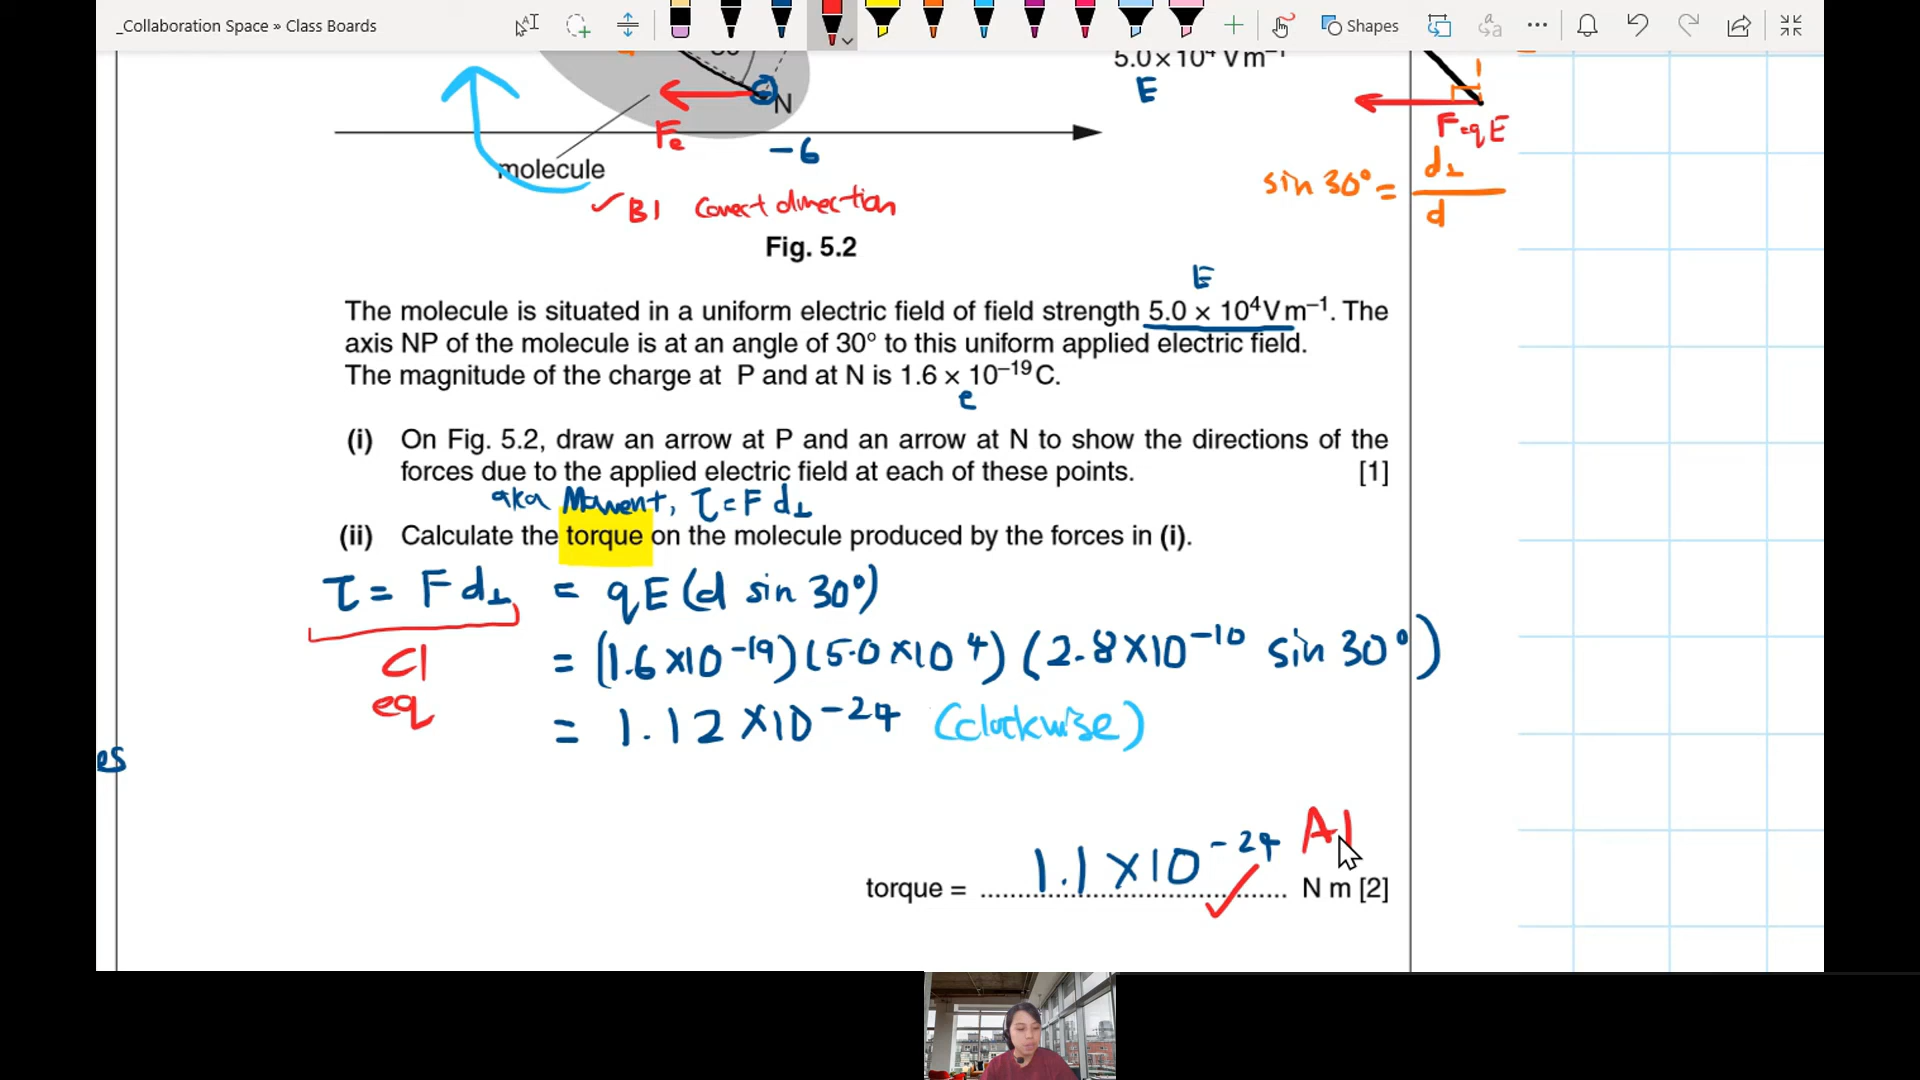 _Collaboration Space » Class Boards
Shapes
5.0×10⁴ V m⁻¹
E
N
Fe
-6
F=qE
molecule
sin 30° = d⊥ / d
✓ B1 correct direction
Fig. 5.2
E
The molecule is situated in a uniform electric field of field strength 5.0 × 10⁴ V m⁻¹. The
axis NP of the molecule is at an angle of 30° to this uniform applied electric field.
The magnitude of the charge at P and at N is 1.6 × 10⁻¹⁹ C.
e
(i) On Fig. 5.2, draw an arrow at P and an arrow at N to show the directions of the
forces due to the applied electric field at each of these points. [1]
aka Moment, τ = F d⊥
(ii) Calculate the torque on the molecule produced by the forces in (i).
τ = F d⊥ = qE (d sin 30°)
C1
eq
= (1.6 ×10⁻¹⁹) (5.0 ×10⁴) (2.8 ×10⁻¹⁰ sin 30°)
= 1.12 ×10⁻²⁴ (clockwise)
es
A1
1.1 ×10⁻²⁴ ✓
torque = .......... N m [2]